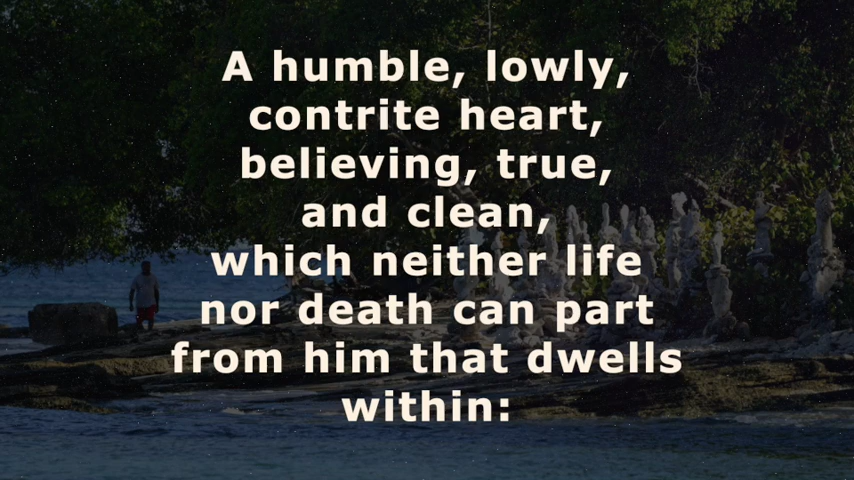 A humble, lowly,
contrite heart,
believing, true,
and clean,
which neither life
nor death can part
from him that dwells
within: